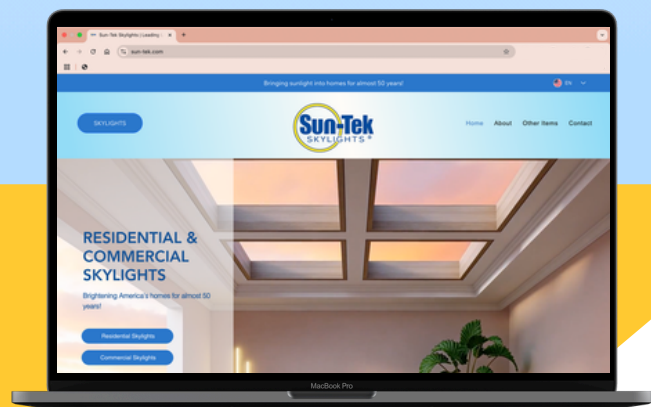 Sun-Tek Skylights | Leading
sun-tek.com
Bringing sunlight into homes for almost 50 years!
EN
SKYLIGHTS
Sun-Tek
SKYLIGHTS®
Home About Other Items Contact
RESIDENTIAL &
COMMERCIAL
SKYLIGHTS
Brightening America's homes for almost 50
years!
Residential Skylights
Commercial Skylights
MacBook Pro